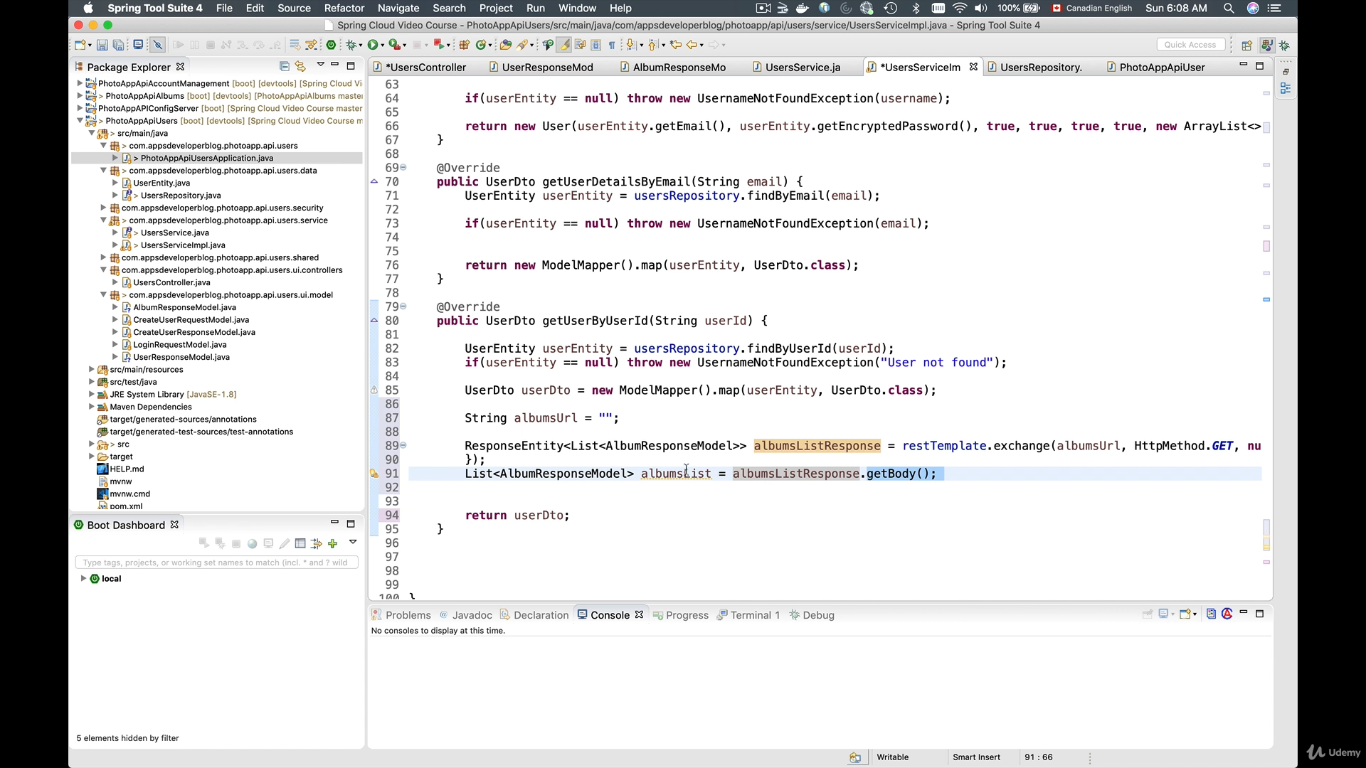 Spring Tool Suite 4 File Edit Source Refactor Navigate Search Project Run Window Help 100% Canadian English Sun 6:08 AM
Spring Cloud Video Course - PhotoAppApiUsers/src/main/java/com/appsdeveloperblog/photoapp/api/users/service/UsersServiceImpl.java - Spring Tool Suite 4
Quick Access
Package Explorer
*UsersController UserResponseMod AlbumResponseMo UsersService.ja *UsersServiceIm UsersRepository. PhotoAppApiUser
PhotoAppApiAccountManagement [boot] [devtools] [Spring Cloud V
PhotoAppApiAlbums [boot] [devtools] [Spring Cloud Video Course maste
PhotoAppAPIConfigServer [Spring Cloud Video Course master
> PhotoAppApiUsers [boot] [devtools] [Spring Cloud Video Course m
> src/main/java
> com.appsdeveloperblog.photoapp.api.users
> PhotoAppApiUsersApplication.java
> com.appsdeveloperblog.photoapp.api.users.data
UserEntity.java
> UsersRepository.java
com.appsdeveloperblog.photoapp.api.users.security
> com.appsdeveloperblog.photoapp.api.users.service
> UsersService.java
> UsersServiceImpl.java
> com.appsdeveloperblog.photoapp.api.users.shared
> com.appsdeveloperblog.photoapp.api.users.ui.controllers
UsersController.java
> com.appsdeveloperblog.photoapp.api.users.ui.model
AlbumResponseModel.java
CreateUserRequestModel.java
CreateUserResponseModel.java
LoginRequestModel.java
UserResponseModel.java
src/main/resources
src/test/java
JRE System Library [JavaSE-1.8]
Maven Dependencies
target/generated-sources/annotations
target/generated-test-sources/test-annotations
> src
target
HELP.md
mvnw
mvnw.cmd
pom.xml
63
64 if(userEntity == null) throw new UsernameNotFoundException(username);
65
66 return new User(userEntity.getEmail(), userEntity.getEncryptedPassword(), true, true, true, true, new ArrayList<>
67 }
68
69 @Override
70 public UserDto getUserDetailsByEmail(String email) {
71 UserEntity userEntity = usersRepository.findByEmail(email);
72
73 if(userEntity == null) throw new UsernameNotFoundException(email);
74
75
76 return new ModelMapper().map(userEntity, UserDto.class);
77 }
78
79 @Override
80 public UserDto getUserByUserId(String userId) {
81
82 UserEntity userEntity = usersRepository.findByUserId(userId);
83 if(userEntity == null) throw new UsernameNotFoundException("User not found");
84
85 UserDto userDto = new ModelMapper().map(userEntity, UserDto.class);
86
87 String albumsUrl = "";
88
89 ResponseEntity<List<AlbumResponseModel>> albumsListResponse = restTemplate.exchange(albumsUrl, HttpMethod.GET, nu
90 });
91 List<AlbumResponseModel> albumsList = albumsListResponse.getBody();
92
93
94 return userDto;
95 }
96
97
98
99
100 }
Boot Dashboard
Type tags, projects, or working set names to match (incl. * and ? wild
local
5 elements hidden by filter
Problems Javadoc Declaration Console Progress Terminal 1 Debug
No consoles to display at this time.
Writable Smart Insert 91 : 66
Udemy